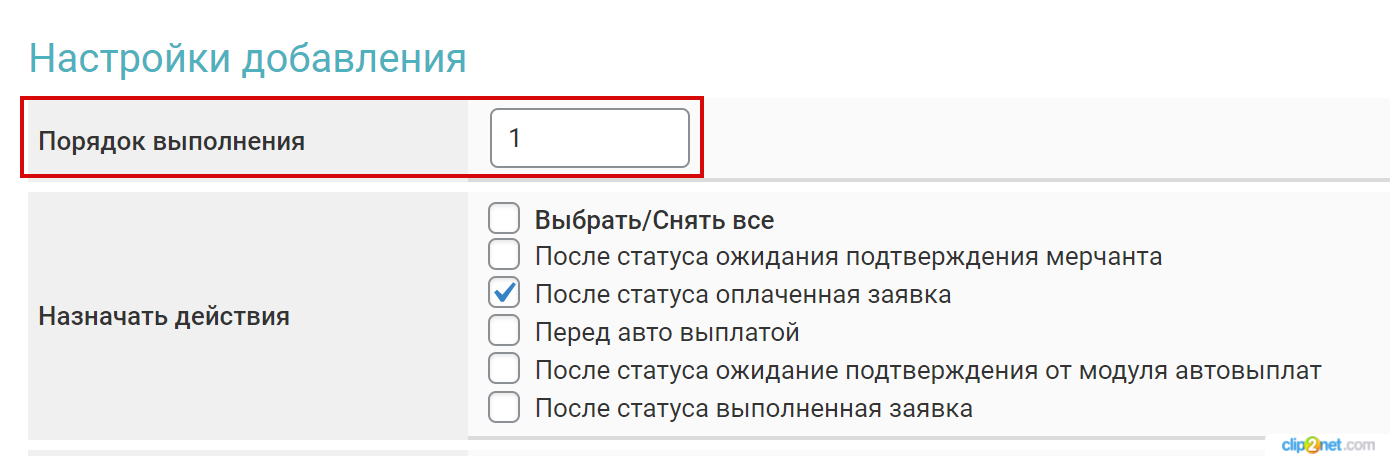 Настройки добавления
Порядок выполнения
1
Назначать действия
Выбрать/Снять все
После статуса ожидания подтверждения мерчанта
После статуса оплаченная заявка
Перед авто выплатой
После статуса ожидание подтверждения от модуля автовыплат
После статуса выполненная заявка
clip2net.com